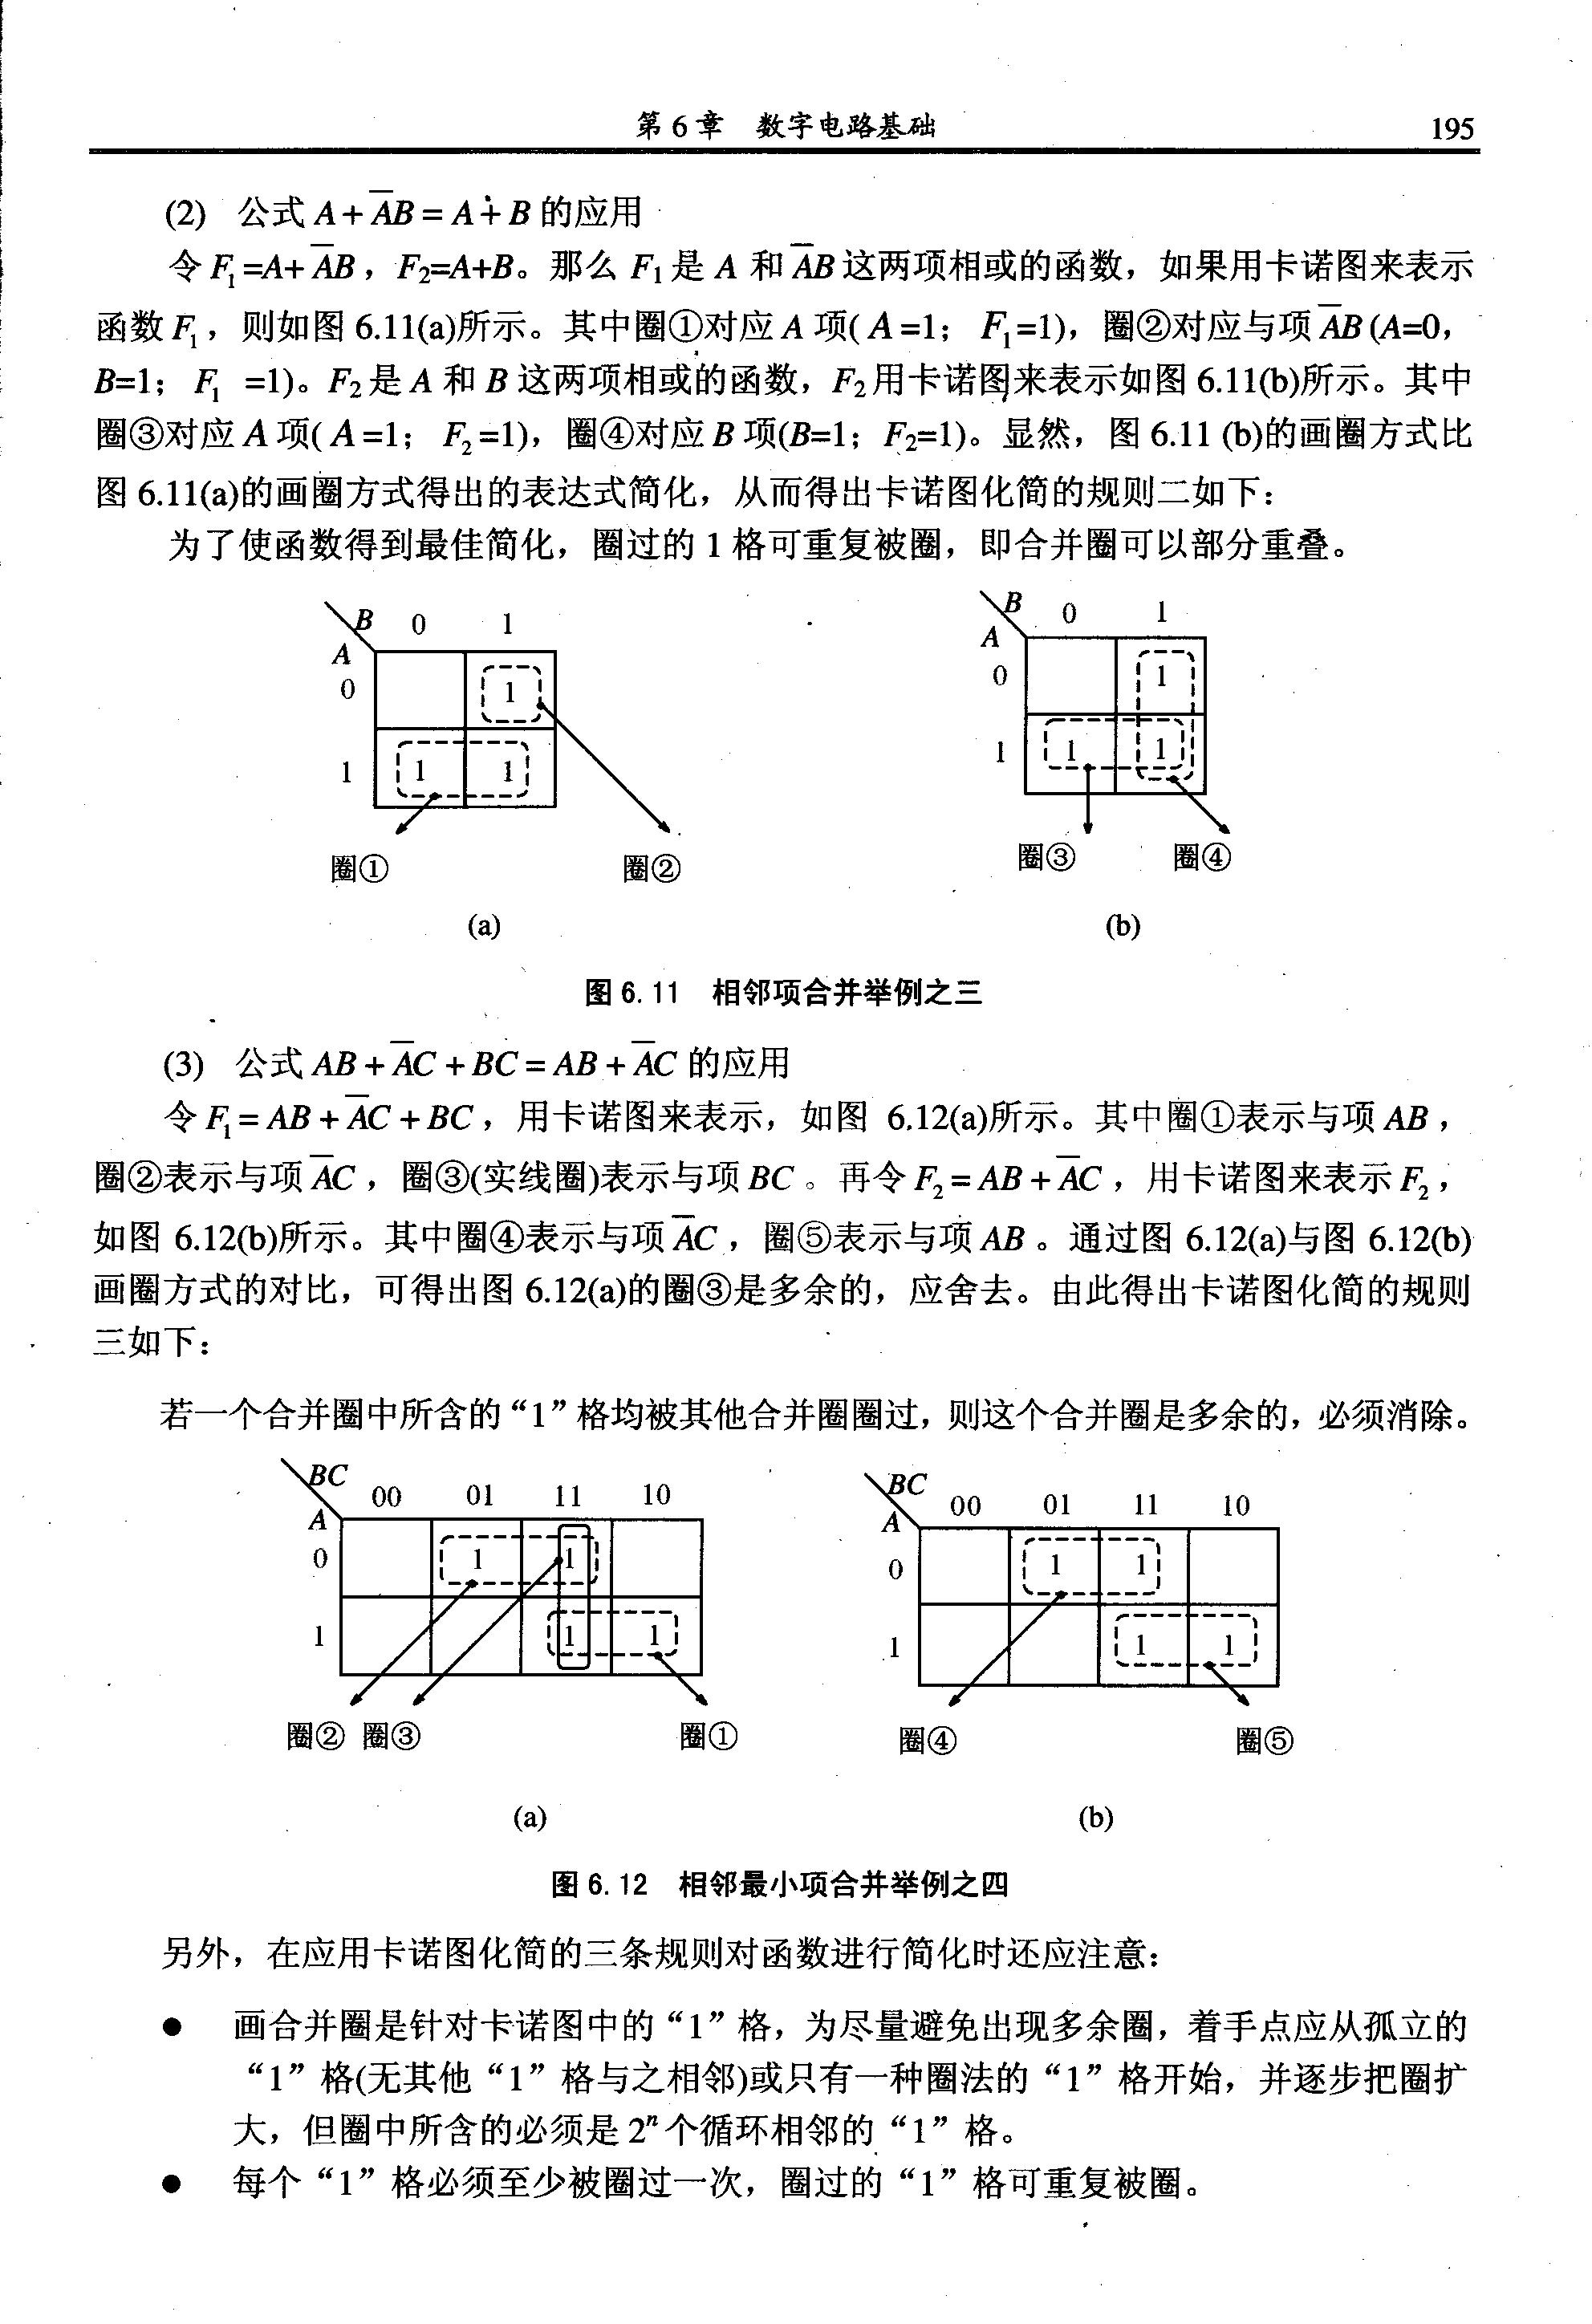 第6章 数字电路基础 195
(2) 公式 A + A̅B = A + B 的应用
令 F₁ =A+ A̅B，F₂=A+B。那么 F₁ 是 A 和 A̅B 这两项相或的函数，如果用卡诺图来表示
函数 F₁，则如图 6.11(a)所示。其中圈①对应 A 项( A =1； F₁ =1)，圈②对应与项 A̅B (A=0，
B=1； F₁ =1)。F₂ 是 A 和 B 这两项相或的函数，F₂ 用卡诺图来表示如图 6.11(b)所示。其中
圈③对应 A 项( A =1； F₂ =1)，圈④对应 B 项(B=1；F₂=1)。显然，图 6.11 (b)的画圈方式比
图 6.11(a)的画圈方式得出的表达式简化，从而得出卡诺图化简的规则二如下：
为了使函数得到最佳简化，圈过的 1 格可重复被圈，即合并圈可以部分重叠。
B 0 1
A
0 1
1 1 1
圈① 圈②
(a)
B 0 1
A
0 1
1 1 1
圈③ 圈④
(b)
图 6.11 相邻项合并举例之三
(3) 公式 AB + A̅C + BC = AB + A̅C 的应用
令 F₁ = AB + A̅C + BC，用卡诺图来表示，如图 6.12(a)所示。其中圈①表示与项 AB，
圈②表示与项 A̅C，圈③(实线圈)表示与项 BC。再令 F₂ = AB + A̅C，用卡诺图来表示 F₂，
如图 6.12(b)所示。其中圈④表示与项 A̅C，圈⑤表示与项 AB。通过图 6.12(a)与图 6.12(b)
画圈方式的对比，可得出图 6.12(a)的圈③是多余的，应舍去。由此得出卡诺图化简的规则
三如下：
若一个合并圈中所含的“1”格均被其他合并圈圈过，则这个合并圈是多余的，必须消除。
BC 00 01 11 10
A
0 1 1
1 1 1
圈② 圈③ 圈①
(a)
BC 00 01 11 10
A
0 1 1
1 1 1
圈④ 圈⑤
(b)
图 6.12 相邻最小项合并举例之四
另外，在应用卡诺图化简的三条规则对函数进行简化时还应注意：
● 画合并圈是针对卡诺图中的“1”格，为尽量避免出现多余圈，着手点应从孤立的
“1”格(无其他“1”格与之相邻)或只有一种圈法的“1”格开始，并逐步把圈扩
大，但圈中所含的必须是 2ⁿ 个循环相邻的“1”格。
● 每个“1”格必须至少被圈过一次，圈过的“1”格可重复被圈。